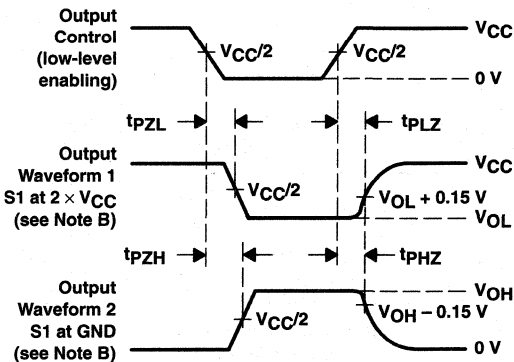 Output
Control
(low-level
enabling)
VCC/2
VCC/2
VCC
0 V
tPZL
tPLZ
Output
Waveform 1
S1 at 2 × VCC
(see Note B)
VCC/2
VCC
VOL + 0.15 V
VOL
tPZH
tPHZ
Output
Waveform 2
S1 at GND
(see Note B)
VCC/2
VOH
VOH − 0.15 V
0 V